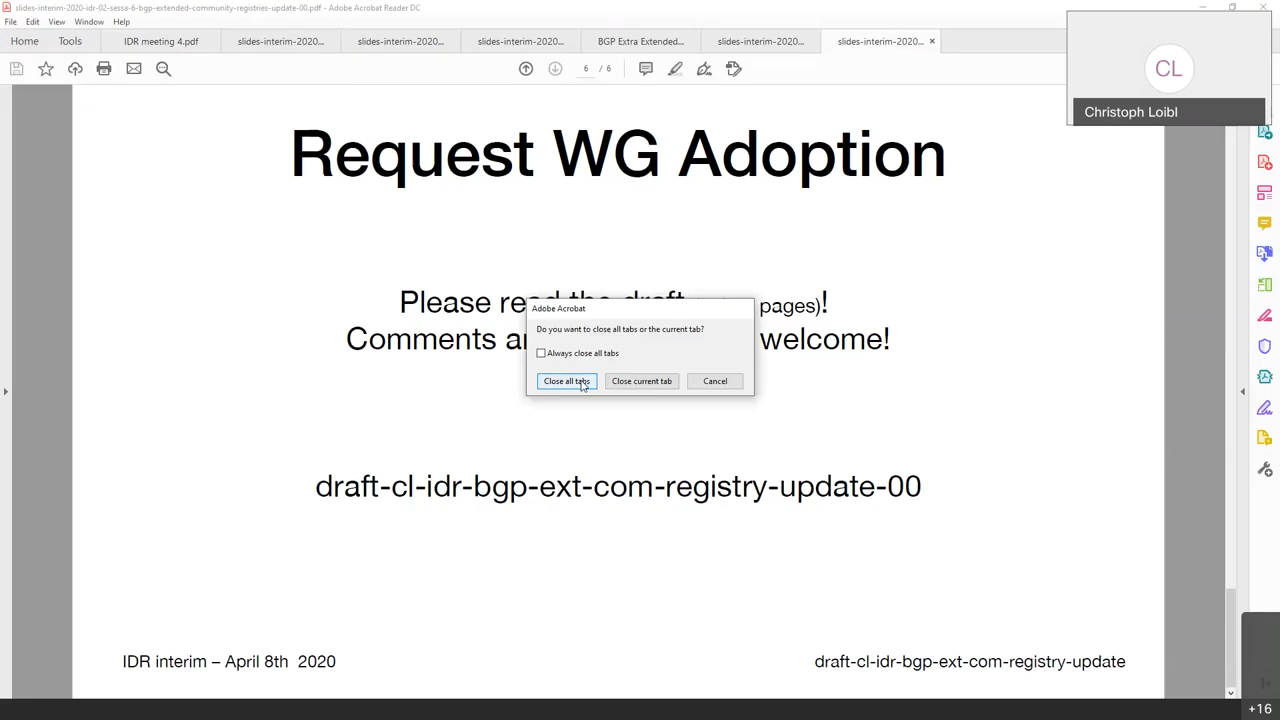 slides-interim-2020-idr-02-sessa-6-bgp-extended-community-registries-update-00.pdf - Adobe Acrobat Reader DC
File Edit View Window Help
Home Tools IDR meeting 4.pdf slides-interim-2020... slides-interim-2020... slides-interim-2020... BGP Extra Extended... slides-interim-2020... slides-interim-2020...
6 / 6
CL
Christoph Loibl
Request WG Adoption
Please read the draft pages)!
Comments welcome!
Adobe Acrobat
Do you want to close all tabs or the current tab?
Always close all tabs
Close all tabs Close current tab Cancel
draft-cl-idr-bgp-ext-com-registry-update-00
IDR interim – April 8th 2020
draft-cl-idr-bgp-ext-com-registry-update
+16